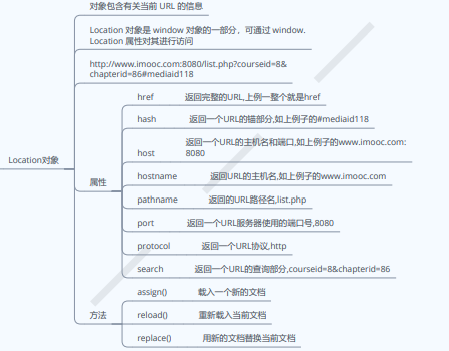 对象包含有关当前 URL 的信息
Location 对象是 window 对象的一部分，可通过 window.
Location 属性对其进行访问
http://www.imooc.com:8080/list.php?courseid=8&
chapterid=86#mediaid118
Location对象
属性
href 返回完整的URL,上例一整个就是href
hash 返回一个URL的锚部分,如上例子的#mediaid118
host 返回一个URL的主机名和端口,如上例子的www.imooc.com:
8080
hostname 返回URL的主机名,如上例子的www.imooc.com
pathname 返回的URL路径名,list.php
port 返回一个URL服务器使用的端口号,8080
protocol 返回一个URL协议,http
search 返回一个URL的查询部分,courseid=8&chapterid=86
方法
assign() 载入一个新的文档
reload() 重新载入当前文档
replace() 用新的文档替换当前文档